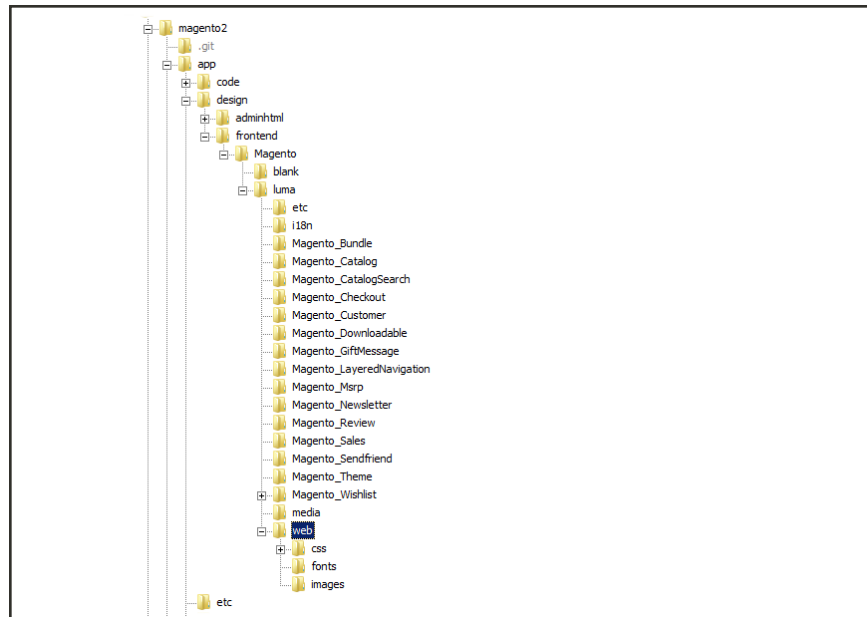 magento2
.git
app
code
design
adminhtml
frontend
Magento
blank
luma
etc
i18n
Magento_Bundle
Magento_Catalog
Magento_CatalogSearch
Magento_Checkout
Magento_Customer
Magento_Downloadable
Magento_GiftMessage
Magento_LayeredNavigation
Magento_Msrp
Magento_Newsletter
Magento_Review
Magento_Sales
Magento_Sendfriend
Magento_Theme
Magento_Wishlist
media
web
css
fonts
images
etc